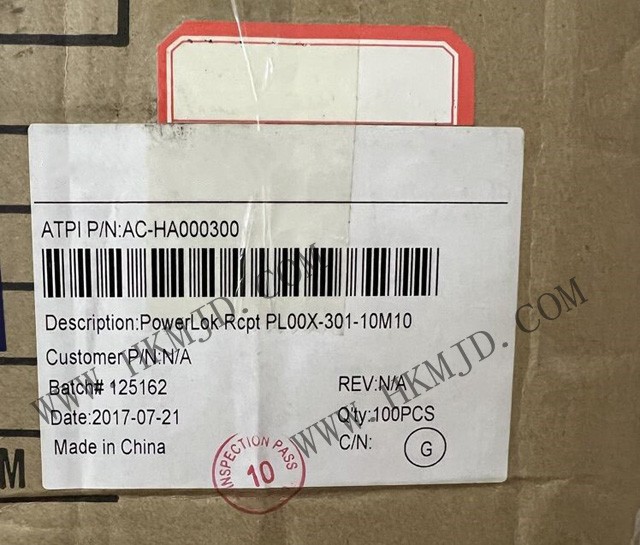 ATPI P/N:AC-HA000300
Description:PowerLok Rcpt PL00X-301-10M10
Customer P/N:N/A
Batch# 125162 REV:N/A
Date:2017-07-21 Q'ty:100PCS
Made in China C/N: G
INSPECTION PASS
10
M
WWW.HKMJD.COM
WWW.HKMJD.COM